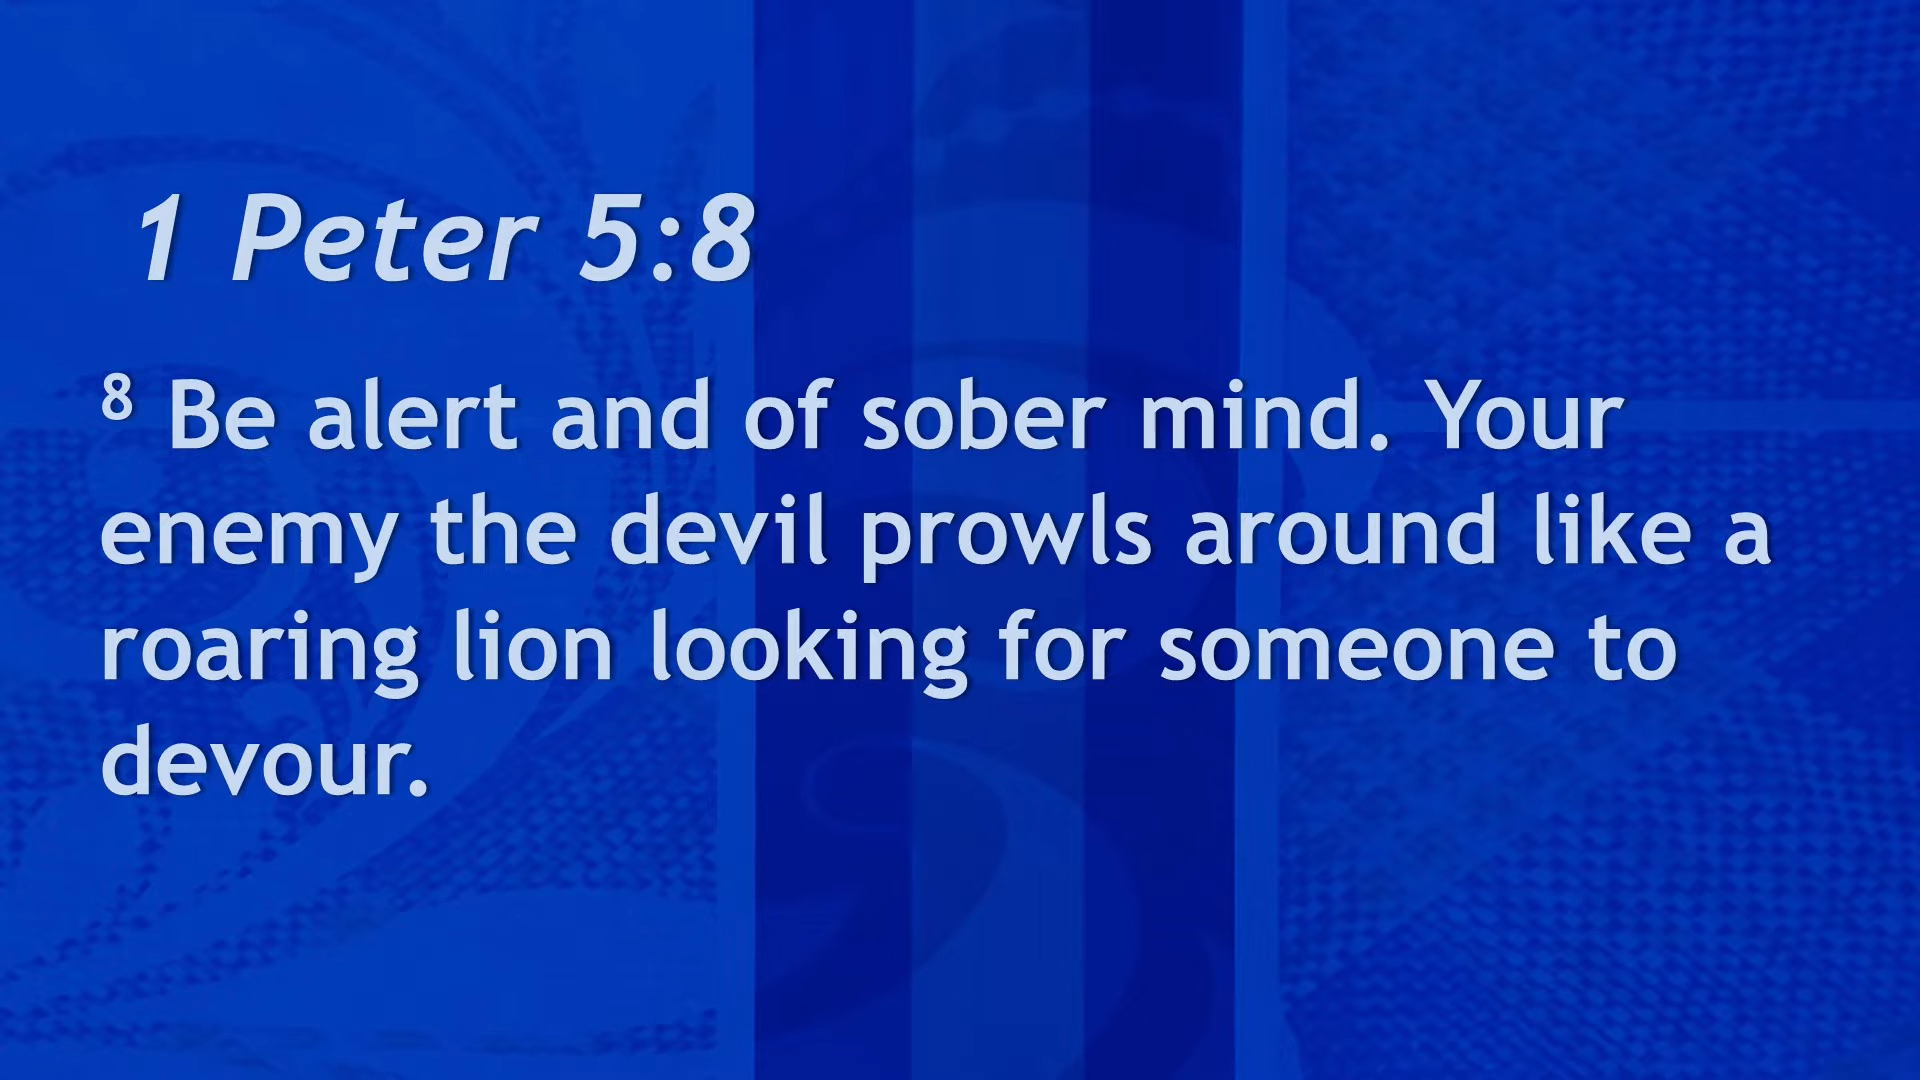 1 Peter 5:8
8 Be alert and of sober mind. Your
enemy the devil prowls around like a
roaring lion looking for someone to
devour.